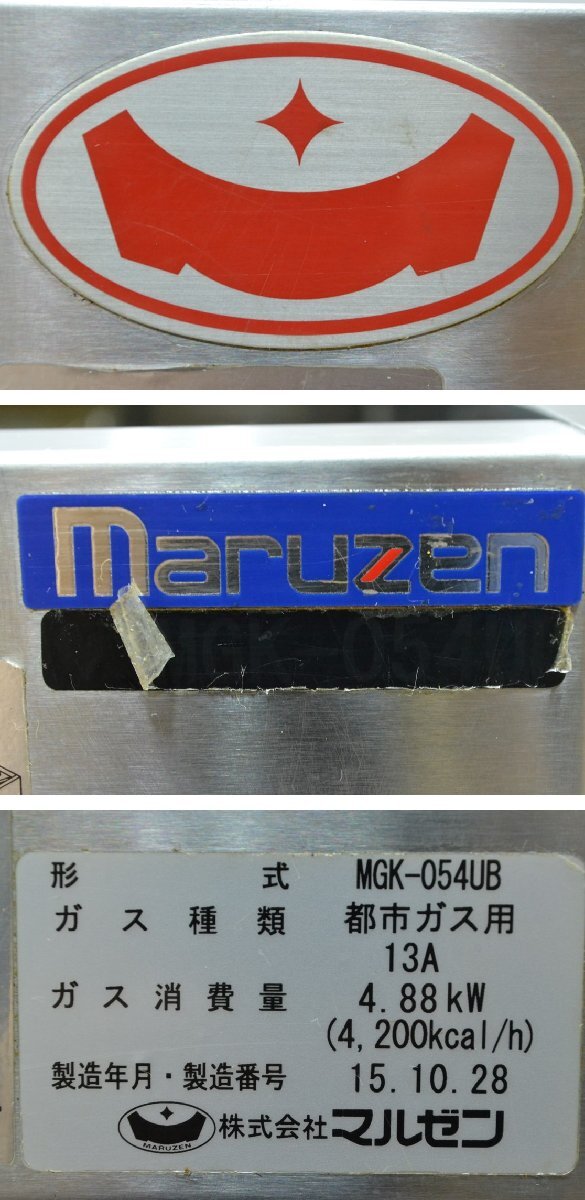 maruzen
MGK-054U
形式 MGK-054UB
ガス種類 都市ガス用
13A
ガス消費量 4.88kW
(4,200kcal/h)
製造年月・製造番号 15.10.28
MARUZEN 株式会社マルゼン